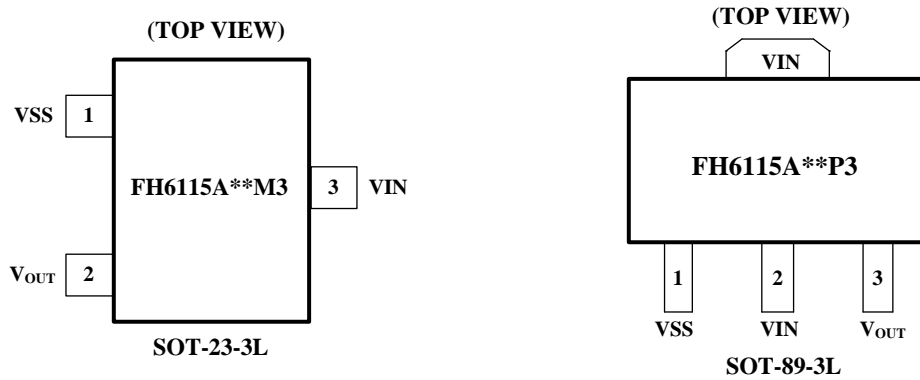 (TOP VIEW)
VSS 1
FH6115A**M3
3 VIN
VOUT 2
SOT-23-3L
(TOP VIEW)
VIN
FH6115A**P3
1 2 3
VSS VIN VOUT
SOT-89-3L